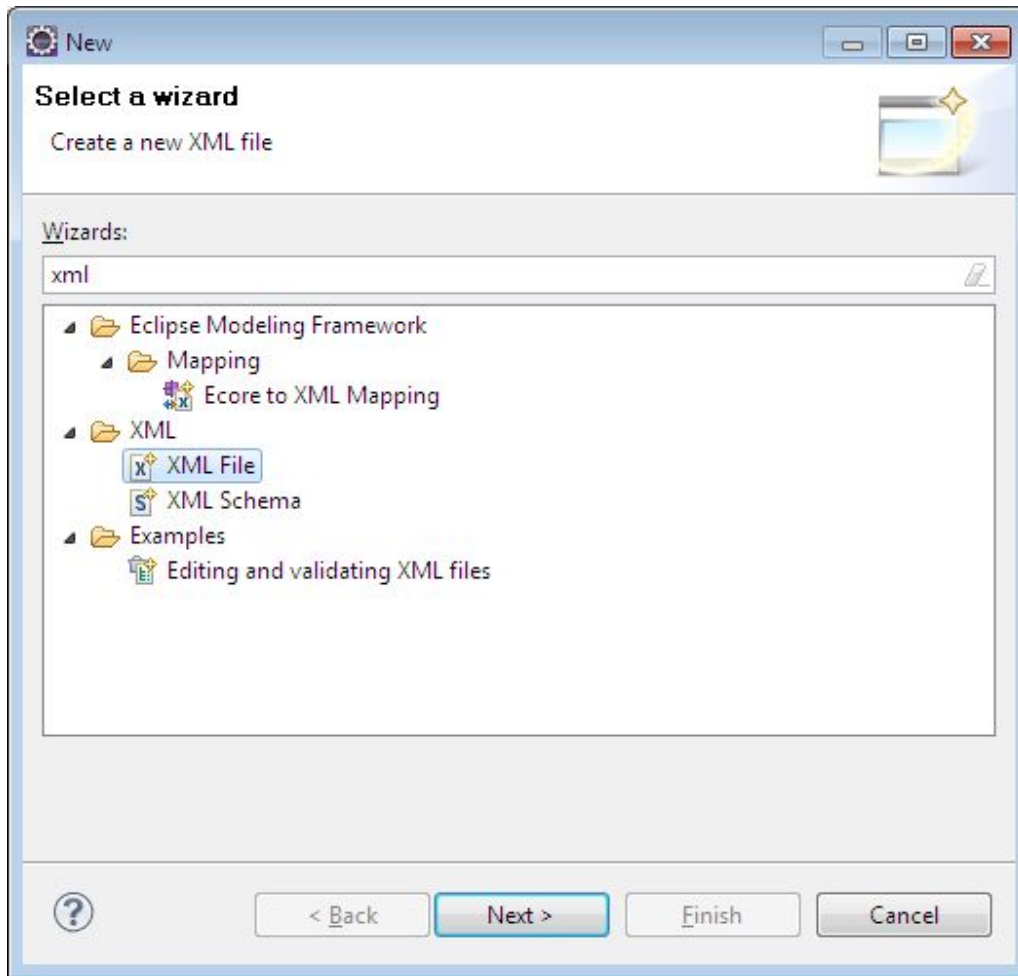 New
Select a wizard
Create a new XML file
Wizards:
xml
Eclipse Modeling Framework
Mapping
Ecore to XML Mapping
XML
XML File
XML Schema
Examples
Editing and validating XML files
< Back Next > Finish Cancel